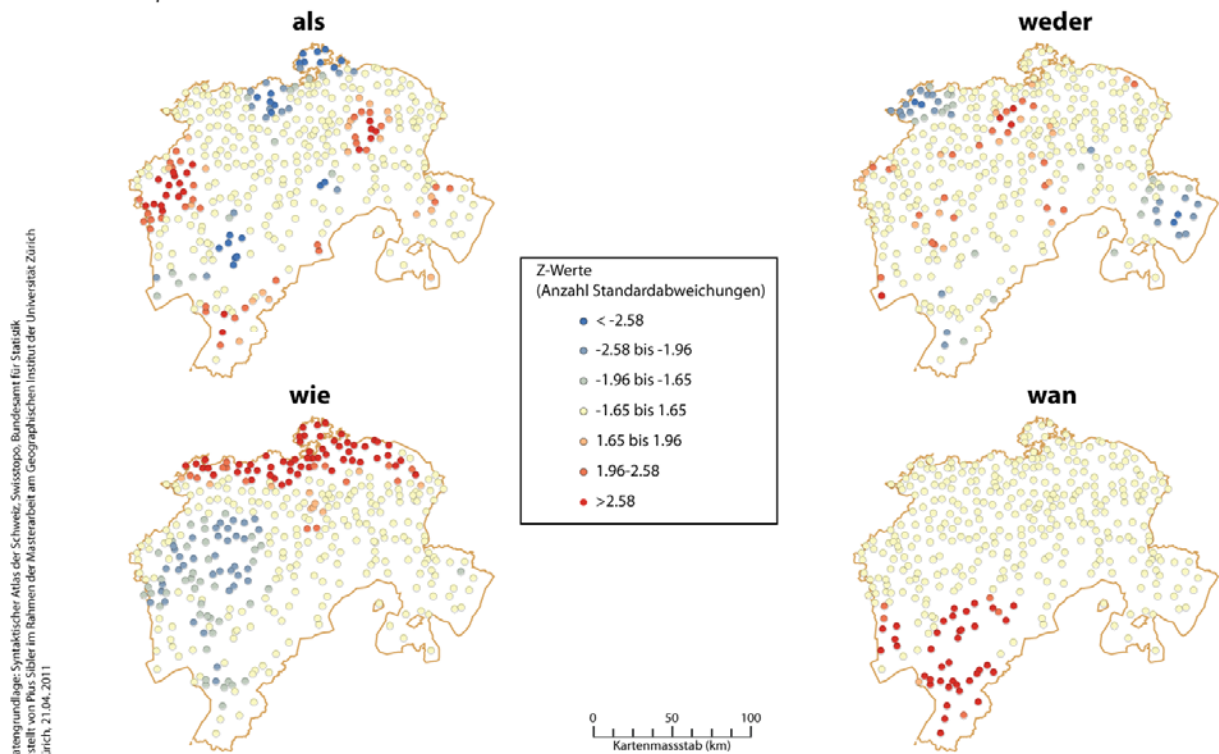 als
weder
Z-Werte
(Anzahl Standardabweichungen)
< -2.58
-2.58 bis -1.96
-1.96 bis -1.65
-1.65 bis 1.65
1.65 bis 1.96
1.96-2.58
>2.58
wie
wan
0 50 100
Kartenmassstab (km)
atengrundlage: Syntaktischer Atlas der Schweiz, Swisstopo, Bundesamt für Statistik
stellt von Pius Sibler im Rahmen der Masterarbeit am Geographischen Institut der Universität Zürich
ürich, 21.04.2011